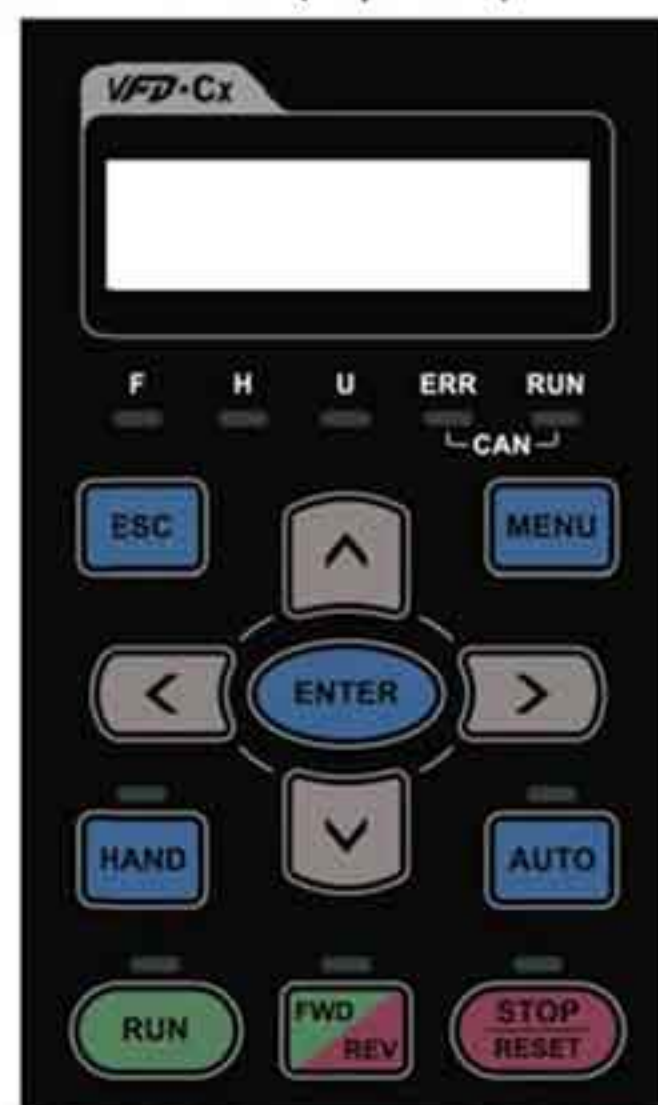 VFD·Cx
F H U ERR RUN
CAN
ESC MENU
ENTER
HAND AUTO
RUN FWD REV STOP RESET